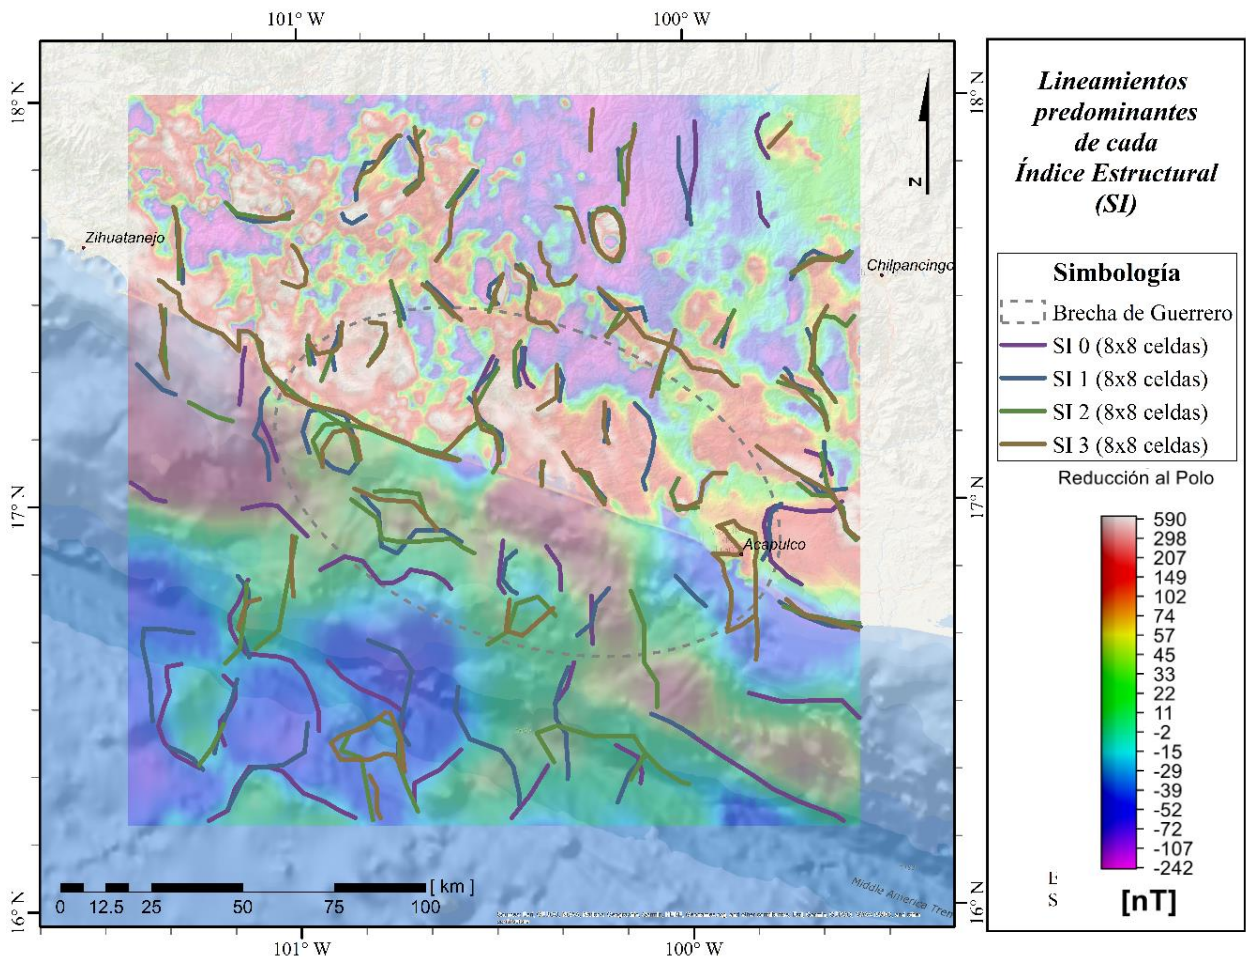 101° W
100° W
18° N
18° N
17° N
17° N
16° N
16° N
Zihuatanejo
Chilpancingo
Acapulco
Middle America Tren
N
0 12.5 25 50 75 100 [ km ]
101° W
100° W
Lineamientos
predominantes
de cada
Índice Estructural
(SI)
Simbología
Brecha de Guerrero
SI 0 (8x8 celdas)
SI 1 (8x8 celdas)
SI 2 (8x8 celdas)
SI 3 (8x8 celdas)
Reducción al Polo
590
298
207
149
102
74
57
45
33
22
11
-2
-15
-29
-39
-52
-72
-107
-242
S
[nT]